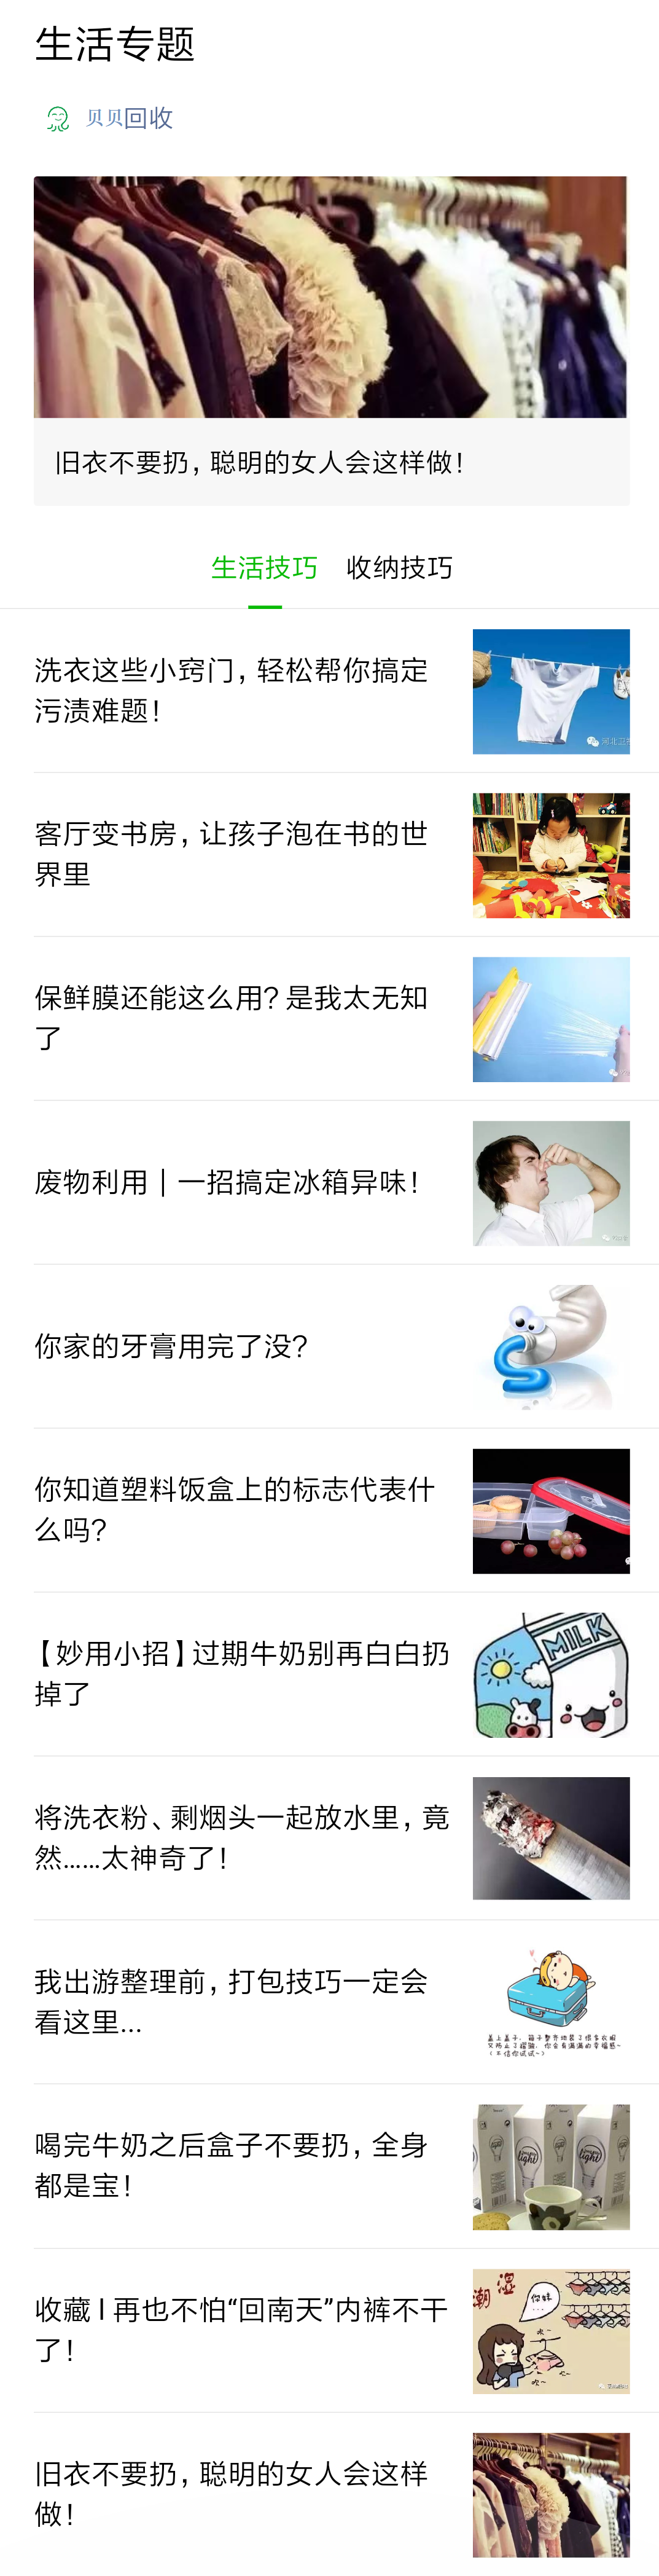 生活专题
贝贝回收
旧衣不要扔，聪明的女人会这样做！
生活技巧 收纳技巧
洗衣这些小窍门，轻松帮你搞定
污渍难题！
客厅变书房，让孩子泡在书的世
界里
保鲜膜还能这么用？是我太无知
了
废物利用｜一招搞定冰箱异味！
你家的牙膏用完了没？
你知道塑料饭盒上的标志代表什
么吗？
MILK
【妙用小招】过期牛奶别再白白扔
掉了
将洗衣粉、剩烟头一起放水里，竟
然……太神奇了！
我出游整理前，打包技巧一定会
看这里...
喝完牛奶之后盒子不要扔，全身
都是宝！
light
潮湿
收藏 | 再也不怕“回南天”内裤不干
了！
旧衣不要扔，聪明的女人会这样
做！